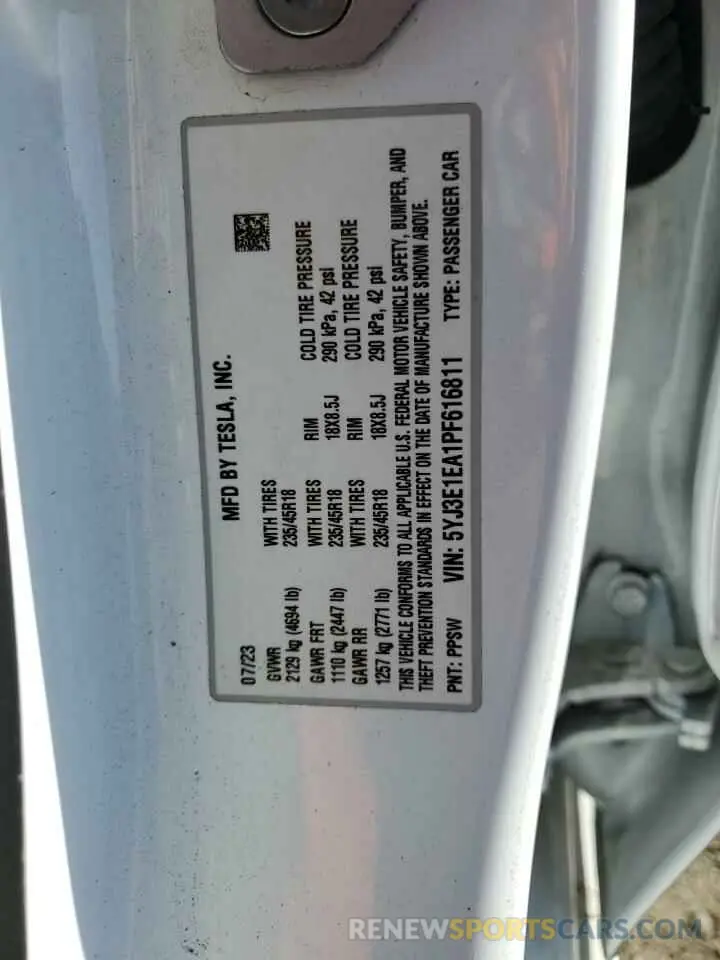 MFD BY TESLA, INC.
07/23
GVWR WITH TIRES
2129 kg (4694 lb) 235/45R18
GAWR FRT WITH TIRES RIM COLD TIRE PRESSURE
1110 kg (2447 lb) 235/45R18 18X8.5J 290 kPa, 42 psi
GAWR RR WITH TIRES RIM COLD TIRE PRESSURE
1257 kg (2771 lb) 235/45R18 18X8.5J 290 kPa, 42 psi
THIS VEHICLE CONFORMS TO ALL APPLICABLE U.S. FEDERAL MOTOR VEHICLE SAFETY, BUMPER, AND
THEFT PREVENTION STANDARDS IN EFFECT ON THE DATE OF MANUFACTURE SHOWN ABOVE.
PNT: PPSW VIN: 5YJ3E1EA1PF616811 TYPE: PASSENGER CAR
RENEWSPORTSCARS.COM